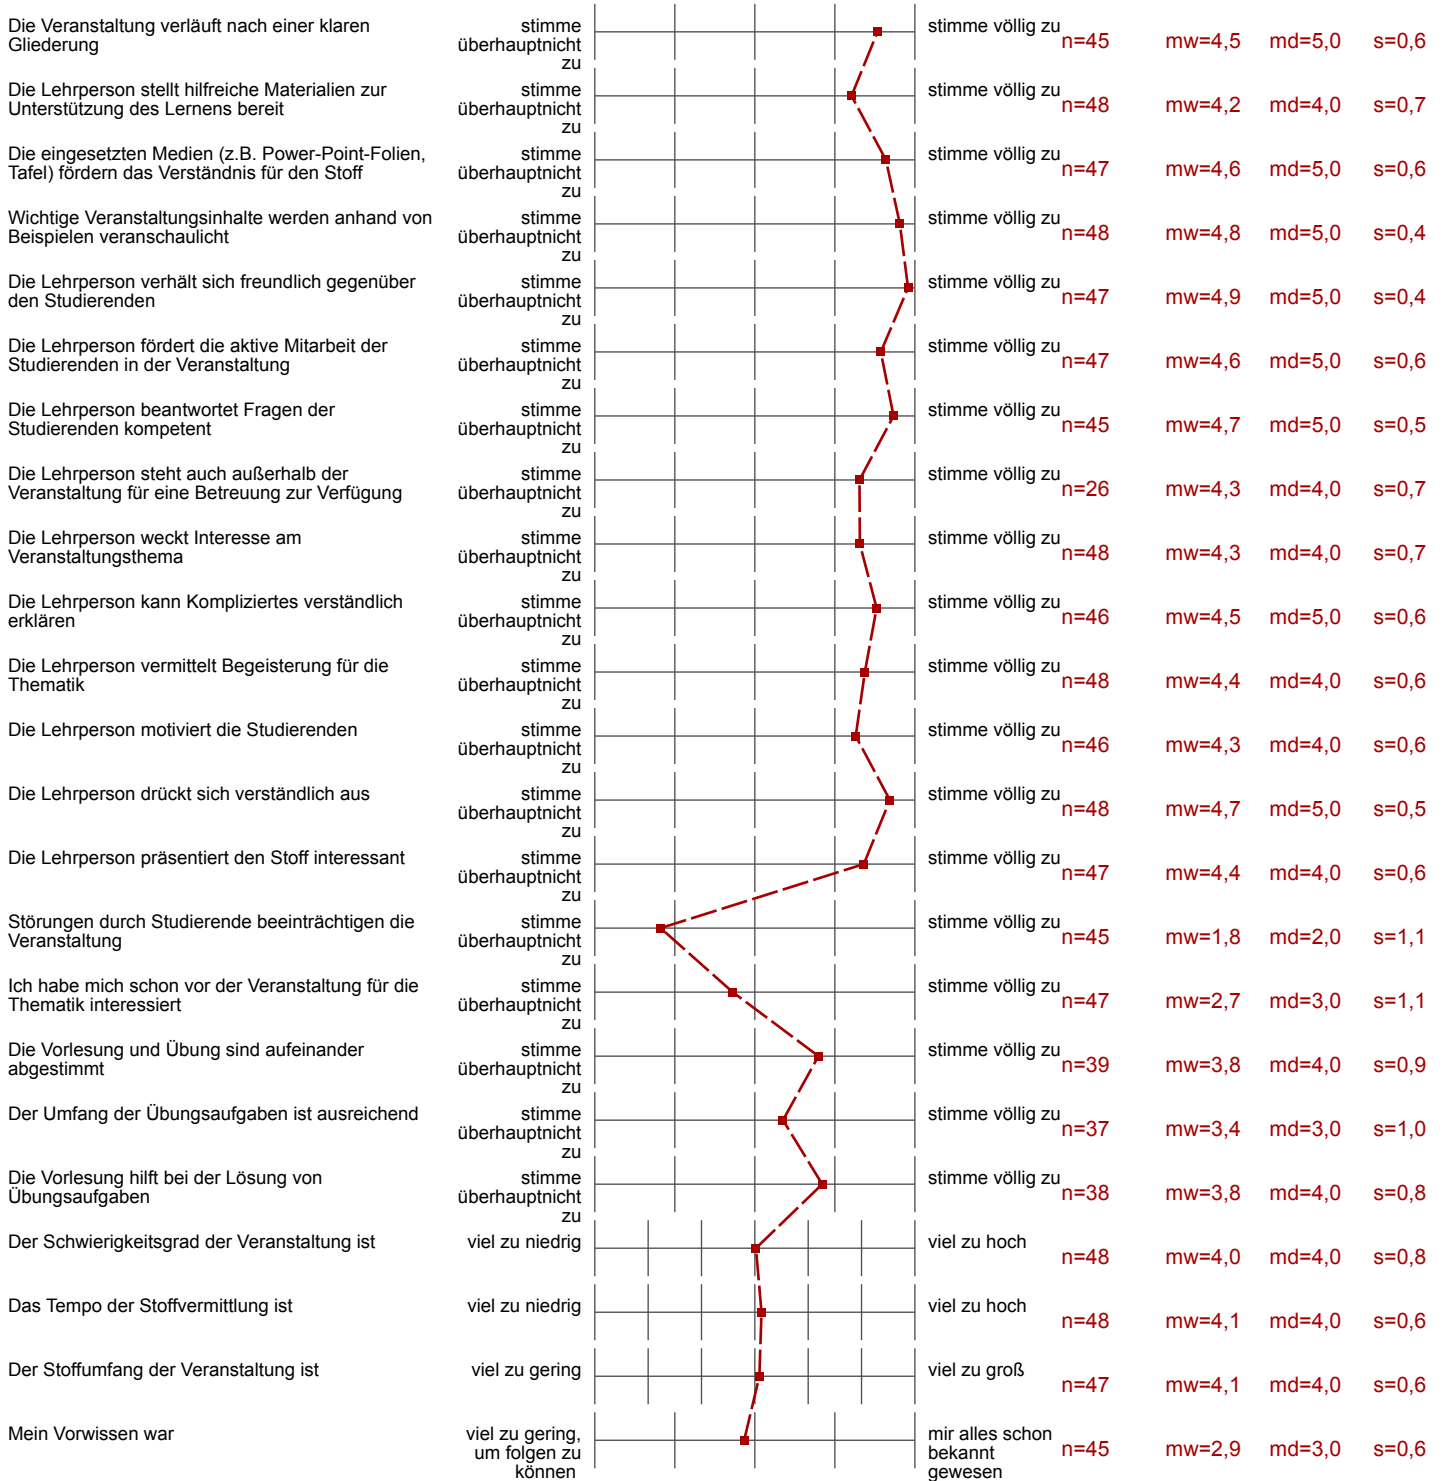 Die Veranstaltung verläuft nach einer klaren
Gliederung
stimme
überhauptnicht
zu
stimme völlig zu
n=45 mw=4,5 md=5,0 s=0,6
Die Lehrperson stellt hilfreiche Materialien zur
Unterstützung des Lernens bereit
stimme
überhauptnicht
zu
stimme völlig zu
n=48 mw=4,2 md=4,0 s=0,7
Die eingesetzten Medien (z.B. Power-Point-Folien,
Tafel) fördern das Verständnis für den Stoff
stimme
überhauptnicht
zu
stimme völlig zu
n=47 mw=4,6 md=5,0 s=0,6
Wichtige Veranstaltungsinhalte werden anhand von
Beispielen veranschaulicht
stimme
überhauptnicht
zu
stimme völlig zu
n=48 mw=4,8 md=5,0 s=0,4
Die Lehrperson verhält sich freundlich gegenüber
den Studierenden
stimme
überhauptnicht
zu
stimme völlig zu
n=47 mw=4,9 md=5,0 s=0,4
Die Lehrperson fördert die aktive Mitarbeit der
Studierenden in der Veranstaltung
stimme
überhauptnicht
zu
stimme völlig zu
n=47 mw=4,6 md=5,0 s=0,6
Die Lehrperson beantwortet Fragen der
Studierenden kompetent
stimme
überhauptnicht
zu
stimme völlig zu
n=45 mw=4,7 md=5,0 s=0,5
Die Lehrperson steht auch außerhalb der
Veranstaltung für eine Betreuung zur Verfügung
stimme
überhauptnicht
zu
stimme völlig zu
n=26 mw=4,3 md=4,0 s=0,7
Die Lehrperson weckt Interesse am
Veranstaltungsthema
stimme
überhauptnicht
zu
stimme völlig zu
n=48 mw=4,3 md=4,0 s=0,7
Die Lehrperson kann Kompliziertes verständlich
erklären
stimme
überhauptnicht
zu
stimme völlig zu
n=46 mw=4,5 md=5,0 s=0,6
Die Lehrperson vermittelt Begeisterung für die
Thematik
stimme
überhauptnicht
zu
stimme völlig zu
n=48 mw=4,4 md=4,0 s=0,6
Die Lehrperson motiviert die Studierenden
stimme
überhauptnicht
zu
stimme völlig zu
n=46 mw=4,3 md=4,0 s=0,6
Die Lehrperson drückt sich verständlich aus
stimme
überhauptnicht
zu
stimme völlig zu
n=48 mw=4,7 md=5,0 s=0,5
Die Lehrperson präsentiert den Stoff interessant
stimme
überhauptnicht
zu
stimme völlig zu
n=47 mw=4,4 md=4,0 s=0,6
Störungen durch Studierende beeinträchtigen die
Veranstaltung
stimme
überhauptnicht
zu
stimme völlig zu
n=45 mw=1,8 md=2,0 s=1,1
Ich habe mich schon vor der Veranstaltung für die
Thematik interessiert
stimme
überhauptnicht
zu
stimme völlig zu
n=47 mw=2,7 md=3,0 s=1,1
Die Vorlesung und Übung sind aufeinander
abgestimmt
stimme
überhauptnicht
zu
stimme völlig zu
n=39 mw=3,8 md=4,0 s=0,9
Der Umfang der Übungsaufgaben ist ausreichend
stimme
überhauptnicht
zu
stimme völlig zu
n=37 mw=3,4 md=3,0 s=1,0
Die Vorlesung hilft bei der Lösung von
Übungsaufgaben
stimme
überhauptnicht
zu
stimme völlig zu
n=38 mw=3,8 md=4,0 s=0,8
Der Schwierigkeitsgrad der Veranstaltung ist
viel zu niedrig
viel zu hoch
n=48 mw=4,0 md=4,0 s=0,8
Das Tempo der Stoffvermittlung ist
viel zu niedrig
viel zu hoch
n=48 mw=4,1 md=4,0 s=0,6
Der Stoffumfang der Veranstaltung ist
viel zu gering
viel zu groß
n=47 mw=4,1 md=4,0 s=0,6
Mein Vorwissen war
viel zu gering,
um folgen zu
können
mir alles schon
bekannt
gewesen
n=45 mw=2,9 md=3,0 s=0,6